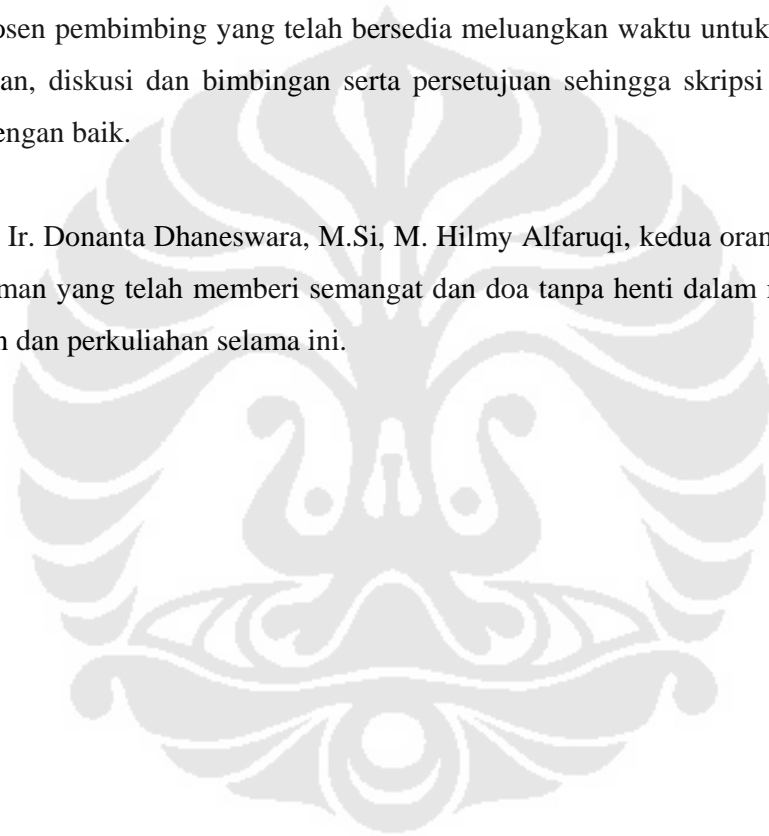 osen pembimbing yang telah bersedia meluangkan waktu untuk
an, diskusi dan bimbingan serta persetujuan sehingga skripsi
engan baik.
Ir. Donanta Dhaneswara, M.Si, M. Hilmy Alfaruqi, kedua oran
man yang telah memberi semangat dan doa tanpa henti dalam
n dan perkuliahan selama ini.